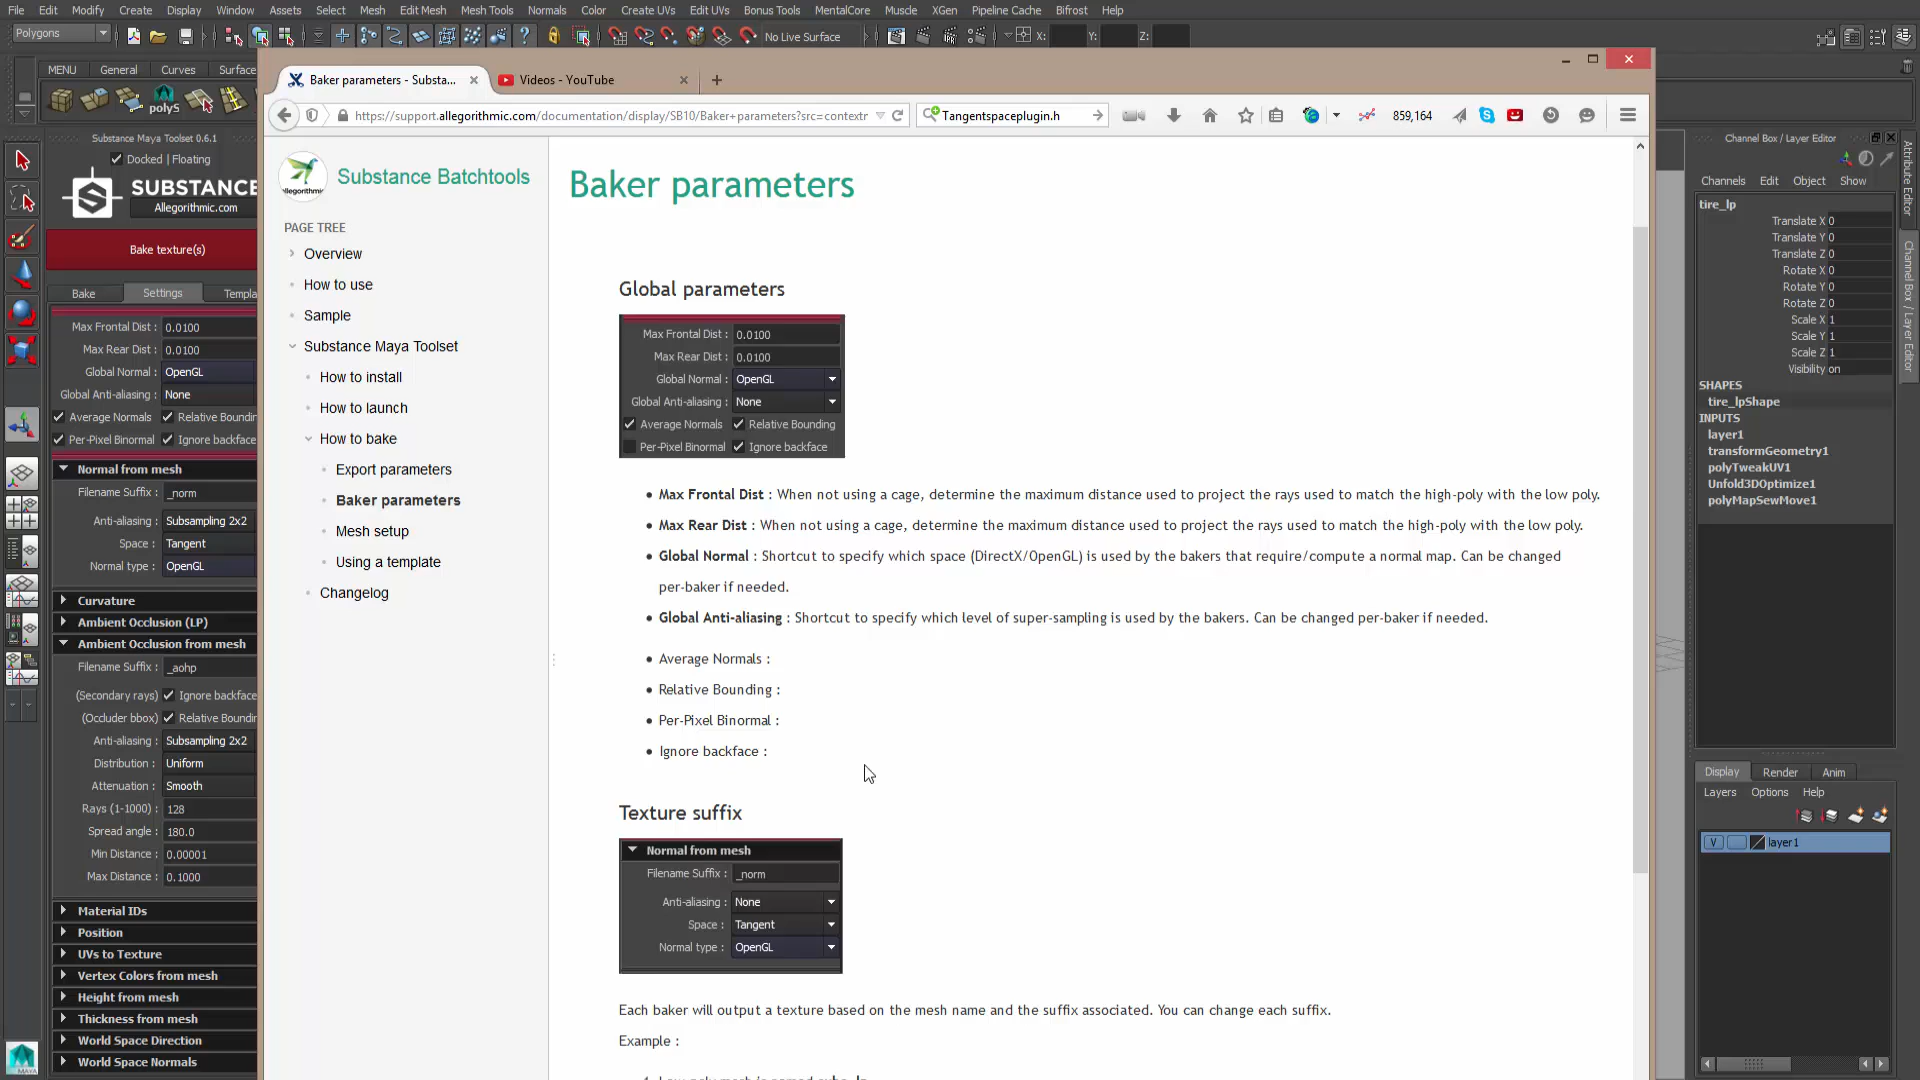 File Edit Modify Create Display Window Assets Select Mesh Edit Mesh Mesh Tools Normals Color Create UVs Edit UVs Bonus Tools MentalCore Muscle XGen Pipeline Cache Bifrost Help
Polygons No Live Surface X: Y: Z:
MENU General Curves Surface
polyS
Substance Maya Toolset 0.6.1
Docked | Floating
SUBSTANCE
Allegorithmic.com
Bake texture(s)
Bake Settings Templa
Max Frontal Dist : 0.0100
Max Rear Dist : 0.0100
Global Normal : OpenGL
Global Anti-aliasing : None
Average Normals Relative Boundin
Per-Pixel Binormal Ignore backface
Normal from mesh
Filename Suffix : _norm
Anti-aliasing : Subsampling 2x2
Space : Tangent
Normal type : OpenGL
Curvature
Ambient Occlusion (LP)
Ambient Occlusion from mesh
Filename Suffix : _aohp
(Secondary rays) Ignore backface
(Occluder bbox) Relative Boundin
Anti-aliasing : Subsampling 2x2
Distribution : Uniform
Attenuation : Smooth
Rays (1-1000) : 128
Spread angle : 180.0
Min Distance : 0.00001
Max Distance : 0.1000
Material IDs
Position
UVs to Texture
Vertex Colors from mesh
Height from mesh
Thickness from mesh
World Space Direction
World Space Normals
MAYA
Baker parameters - Substa... Videos - YouTube
https://support.allegorithmic.com/documentation/display/SB10/Baker+parameters?src=contextr Tangentspaceplugin.h 859,164
allegorithmic
Substance Batchtools
PAGE TREE
Overview
How to use
Sample
Substance Maya Toolset
How to install
How to launch
How to bake
Export parameters
Baker parameters
Mesh setup
Using a template
Changelog
Baker parameters
Global parameters
Max Frontal Dist : 0.0100
Max Rear Dist : 0.0100
Global Normal : OpenGL
Global Anti-aliasing : None
Average Normals Relative Bounding
Per-Pixel Binormal Ignore backface
• Max Frontal Dist : When not using a cage, determine the maximum distance used to project the rays used to match the high-poly with the low poly.
• Max Rear Dist : When not using a cage, determine the maximum distance used to project the rays used to match the high-poly with the low poly.
• Global Normal : Shortcut to specify which space (DirectX/OpenGL) is used by the bakers that require/compute a normal map. Can be changed
per-baker if needed.
• Global Anti-aliasing : Shortcut to specify which level of super-sampling is used by the bakers. Can be changed per-baker if needed.
• Average Normals :
• Relative Bounding :
• Per-Pixel Binormal :
• Ignore backface :
Texture suffix
Normal from mesh
Filename Suffix : _norm
Anti-aliasing : None
Space : Tangent
Normal type : OpenGL
Each baker will output a texture based on the mesh name and the suffix associated. You can change each suffix.
Example :
Channel Box / Layer Editor
Channels Edit Object Show
tire_lp
Translate X 0
Translate Y 0
Translate Z 0
Rotate X 0
Rotate Y 0
Rotate Z 0
Scale X 1
Scale Y 1
Scale Z 1
Visibility on
SHAPES
tire_lpShape
INPUTS
layer1
transformGeometry1
polyTweakUV1
Unfold3DOptimize1
polyMapSewMove1
Display Render Anim
Layers Options Help
V layer1
Attribute Editor
Channel Box / Layer Editor